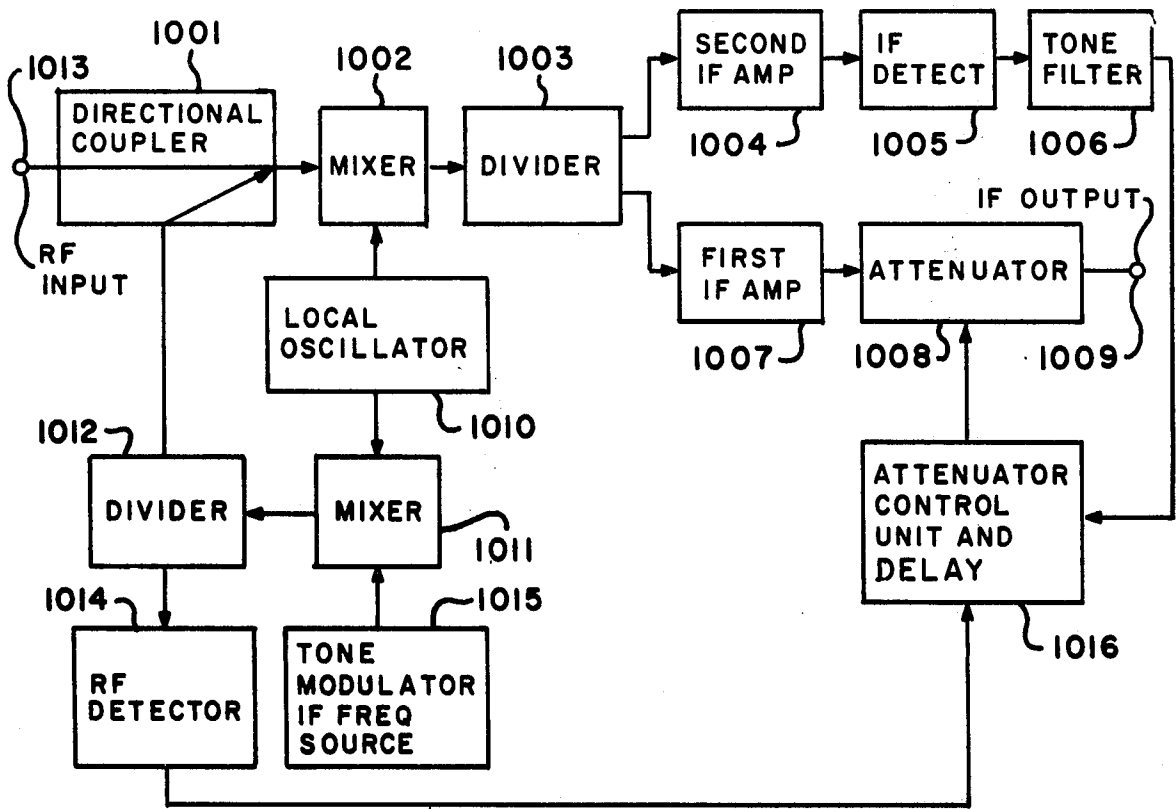 1013
1001
DIRECTIONAL
COUPLER
RF
INPUT
1002
MIXER
1003
DIVIDER
SECOND
IF AMP
1004
IF
DETECT
1005
TONE
FILTER
1006
IF OUTPUT
FIRST
IF AMP
1007
ATTENUATOR
1008
1009
LOCAL
OSCILLATOR
1010
1012
DIVIDER
MIXER
1011
ATTENUATOR
CONTROL
UNIT AND
DELAY
1016
1014
RF
DETECTOR
1015
TONE
MODULATOR
IF FREQ
SOURCE